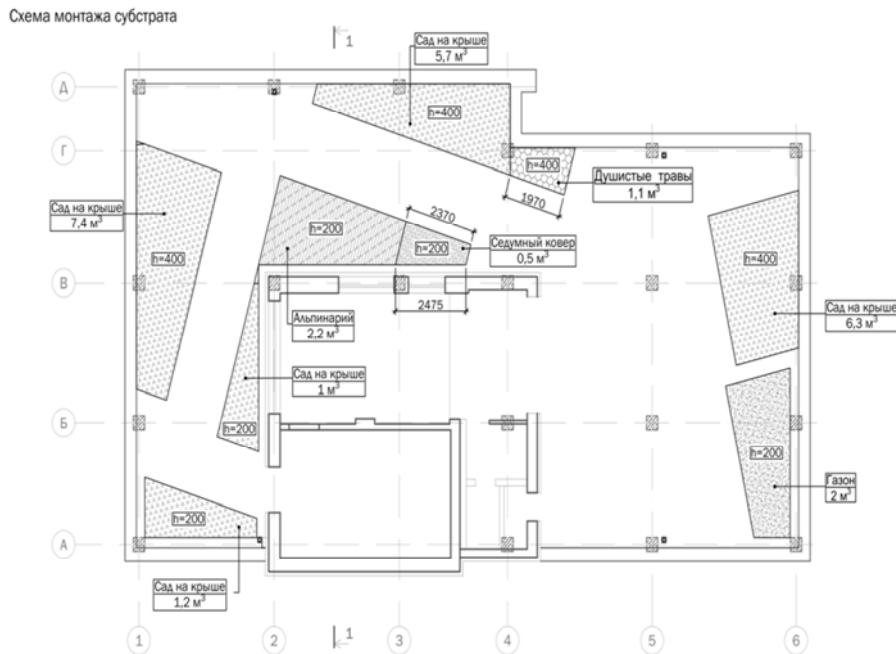 Схема монтажа субстрата
1
Сад на крыше
5,7 м³
Д
h=400
Г
h=400
Душистые травы
1,1 м³
1970
Сад на крыше
7,4 м³
h=400
h=200
2370
h=200
Седумный ковер
0,5 м³
h=400
В
2475
Альпинарий
2,2 м³
Сад на крыше
6,3 м³
Сад на крыше
1 м³
Б
h=200
h=200
Газон
2 м³
h=200
А
Сад на крыше
1,2 м³
1
2
1
3
4
5
6